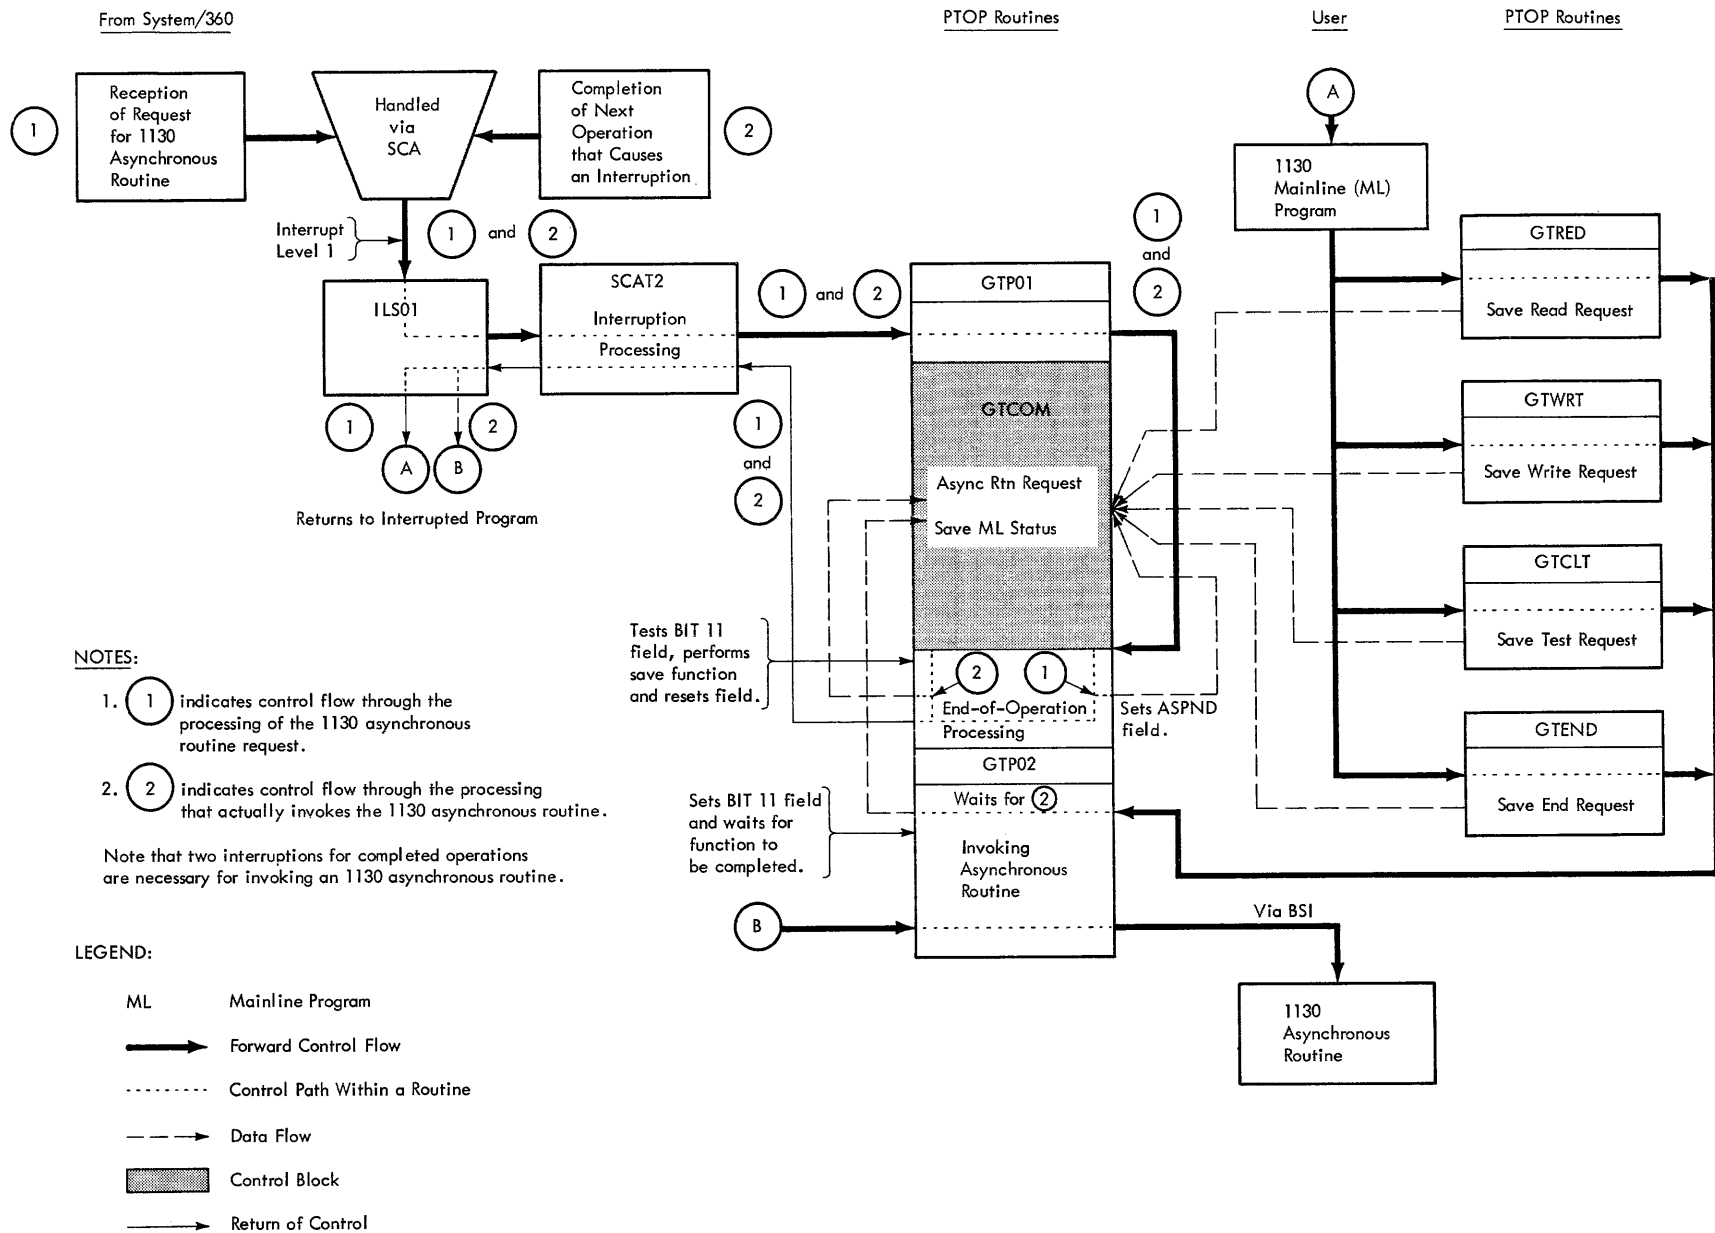 From System/360
PTOP Routines
User
PTOP Routines
1
Reception
of Request
for 1130
Asynchronous
Routine
Handled
via
SCA
Completion
of Next
Operation
that Causes
an Interruption
2
A
1130
Mainline (ML)
Program
Interrupt
Level 1
1 and 2
1
and
2
ILS01
SCAT2
Interruption
Processing
1 and 2
GTP01
GTRED
Save Read Request
1
2
A
B
Returns to Interrupted Program
1
and
2
GTCOM
Async Rtn Request
Save ML Status
GTWRT
Save Write Request
GTCLT
Save Test Request
Tests BIT 11
field, performs
save function
and resets field.
2
1
End-of-Operation
Processing
Sets ASPND
field.
GTP02
GTEND
Save End Request
Sets BIT 11 field
and waits for
function to
be completed.
Waits for 2
Invoking
Asynchronous
Routine
B
Via BSI
1130
Asynchronous
Routine
NOTES:
1. 1 indicates control flow through the
processing of the 1130 asynchronous
routine request.
2. 2 indicates control flow through the processing
that actually invokes the 1130 asynchronous routine.
Note that two interruptions for completed operations
are necessary for invoking an 1130 asynchronous routine.
LEGEND:
ML Mainline Program
Forward Control Flow
Control Path Within a Routine
Data Flow
Control Block
Return of Control